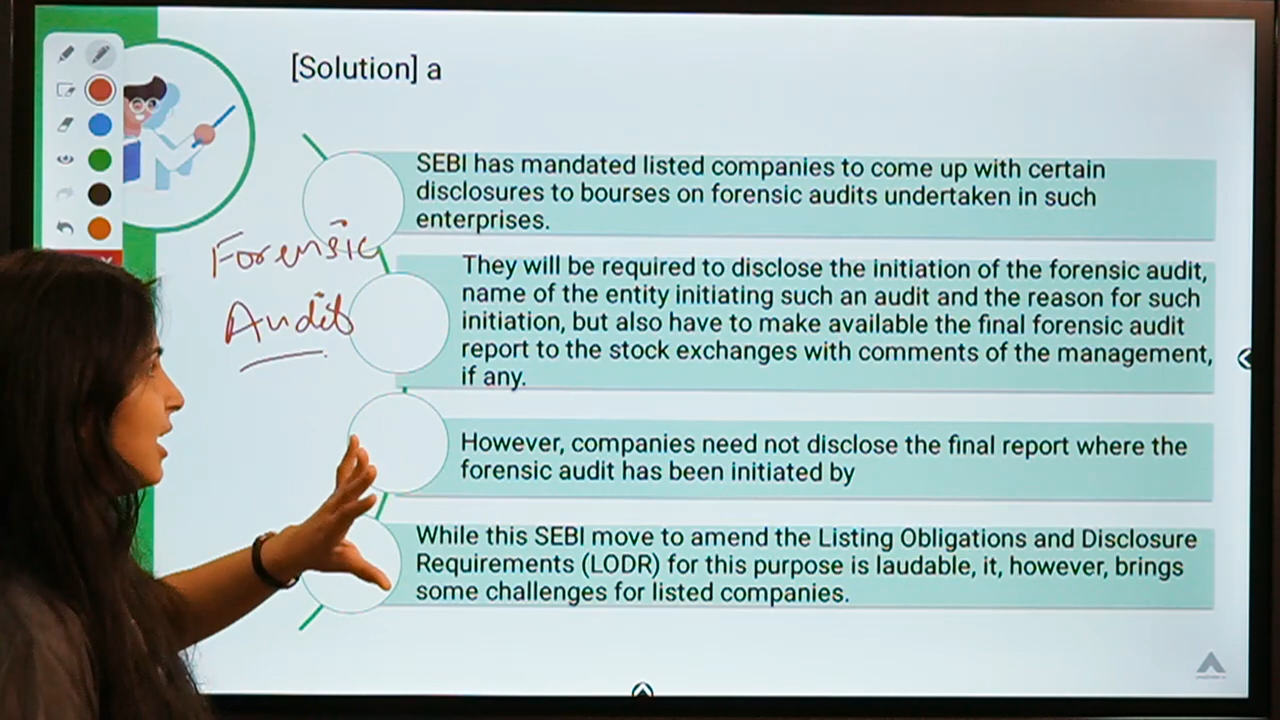 [Solution] a
SEBI has mandated listed companies to come up with certain
disclosures to bourses on forensic audits undertaken in such
enterprises.
Forensic
Audit
They will be required to disclose the initiation of the forensic audit,
name of the entity initiating such an audit and the reason for such
initiation, but also have to make available the final forensic audit
report to the stock exchanges with comments of the management,
if any.
However, companies need not disclose the final report where the
forensic audit has been initiated by
While this SEBI move to amend the Listing Obligations and Disclosure
Requirements (LODR) for this purpose is laudable, it, however, brings
some challenges for listed companies.